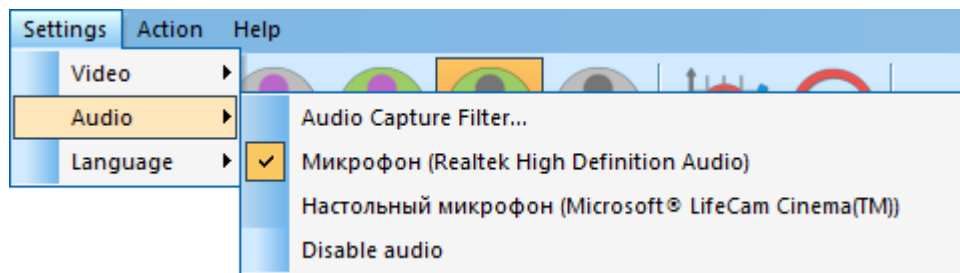 Settings Action Help
Video
Audio
Language
Audio Capture Filter...
Микрофон (Realtek High Definition Audio)
Настольный микрофон (Microsoft® LifeCam Cinema(TM))
Disable audio